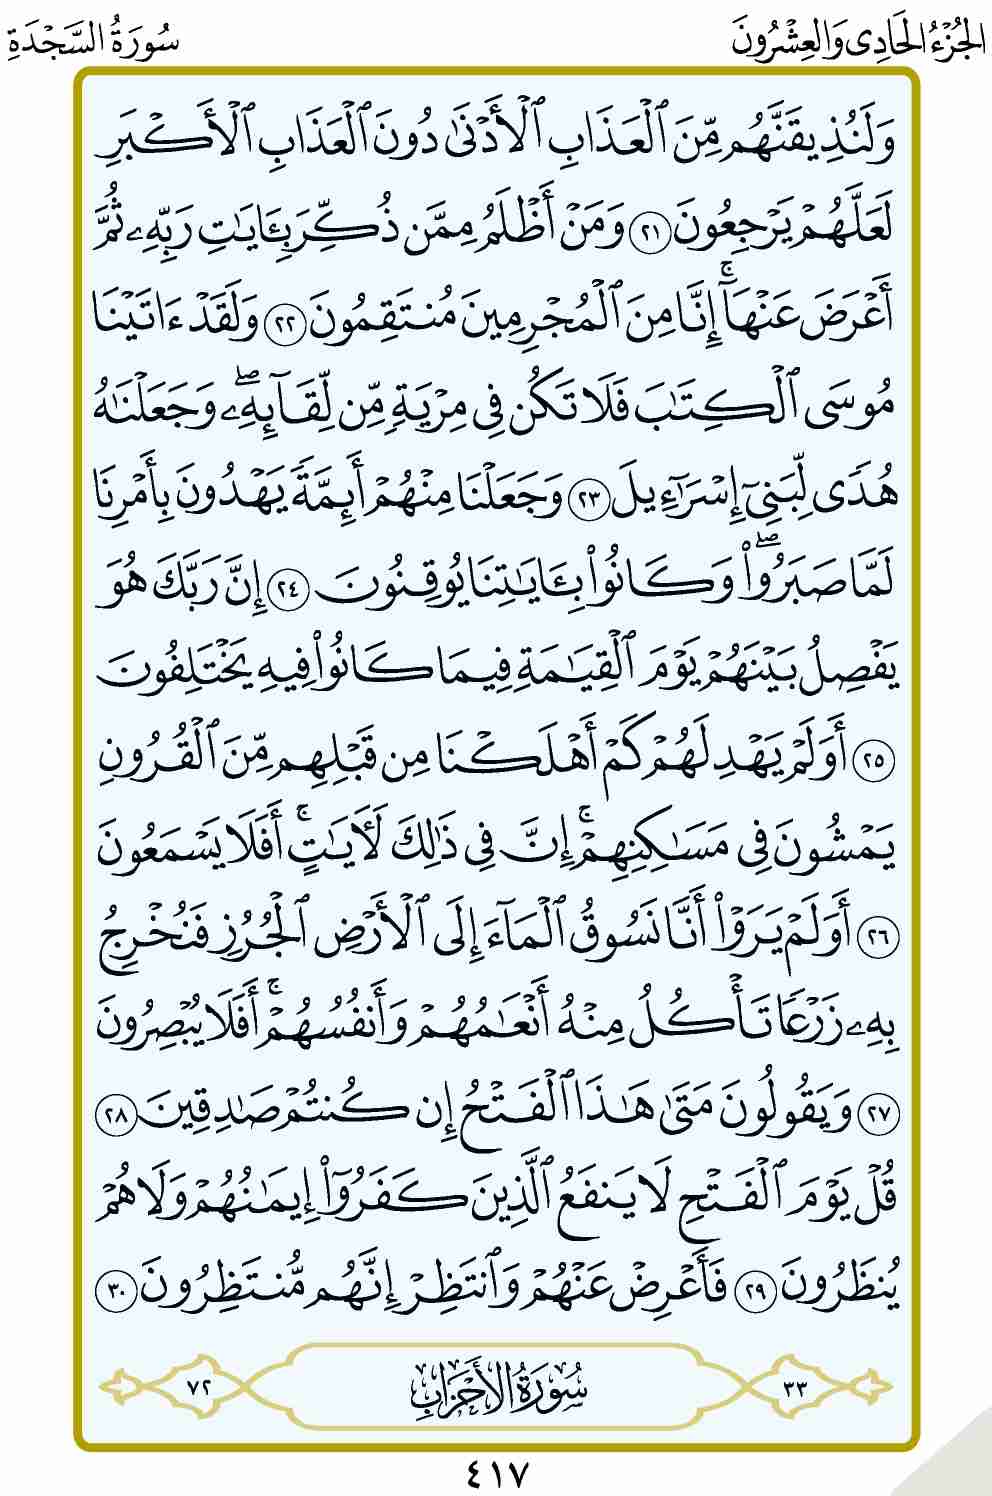 الجُزْءُ الحَادِى وَالعِشْرُونَ
سُورَةُ السَّجْدَةِ
وَلَنُذِيقَنَّهُم مِّنَ ٱلْعَذَابِ ٱلْأَدْنَىٰ دُونَ ٱلْعَذَابِ ٱلْأَكْبَرِ
لَعَلَّهُمْ يَرْجِعُونَ ٢١ وَمَنْ أَظْلَمُ مِمَّن ذُكِّرَ بِـَٔايَٰتِ رَبِّهِۦ ثُمَّ
أَعْرَضَ عَنْهَآ ۚ إِنَّا مِنَ ٱلْمُجْرِمِينَ مُنتَقِمُونَ ٢٢ وَلَقَدْ ءَاتَيْنَا
مُوسَى ٱلْكِتَٰبَ فَلَا تَكُن فِى مِرْيَةٍ مِّن لِّقَآئِهِۦ ۖ وَجَعَلْنَٰهُ
هُدًى لِّبَنِىٓ إِسْرَٰٓءِيلَ ٢٣ وَجَعَلْنَا مِنْهُمْ أَئِمَّةً يَهْدُونَ بِأَمْرِنَا
لَمَّا صَبَرُوا۟ ۖ وَكَانُوا۟ بِـَٔايَٰتِنَا يُوقِنُونَ ٢٤ إِنَّ رَبَّكَ هُوَ
يَفْصِلُ بَيْنَهُمْ يَوْمَ ٱلْقِيَٰمَةِ فِيمَا كَانُوا۟ فِيهِ يَخْتَلِفُونَ
٢٥ أَوَلَمْ يَهْدِ لَهُمْ كَمْ أَهْلَكْنَا مِن قَبْلِهِم مِّنَ ٱلْقُرُونِ
يَمْشُونَ فِى مَسَٰكِنِهِمْ ۚ إِنَّ فِى ذَٰلِكَ لَـَٔايَٰتٍ ۚ أَفَلَا يَسْمَعُونَ
٢٦ أَوَلَمْ يَرَوْا۟ أَنَّا نَسُوقُ ٱلْمَآءَ إِلَى ٱلْأَرْضِ ٱلْجُرُزِ فَنُخْرِجُ
بِهِۦ زَرْعًا تَأْكُلُ مِنْهُ أَنْعَٰمُهُمْ وَأَنفُسُهُمْ ۚ أَفَلَا يُبْصِرُونَ
٢٧ وَيَقُولُونَ مَتَىٰ هَٰذَا ٱلْفَتْحُ إِن كُنتُمْ صَٰدِقِينَ ٢٨
قُلْ يَوْمَ ٱلْفَتْحِ لَا يَنفَعُ ٱلَّذِينَ كَفَرُوٓا۟ إِيمَٰنُهُمْ وَلَا هُمْ
يُنظَرُونَ ٢٩ فَأَعْرِضْ عَنْهُمْ وَٱنتَظِرْ إِنَّهُم مُّنتَظِرُونَ ٣٠
٣٣ سُورَةُ الأَحْزَابِ ٧٢
٤١٧